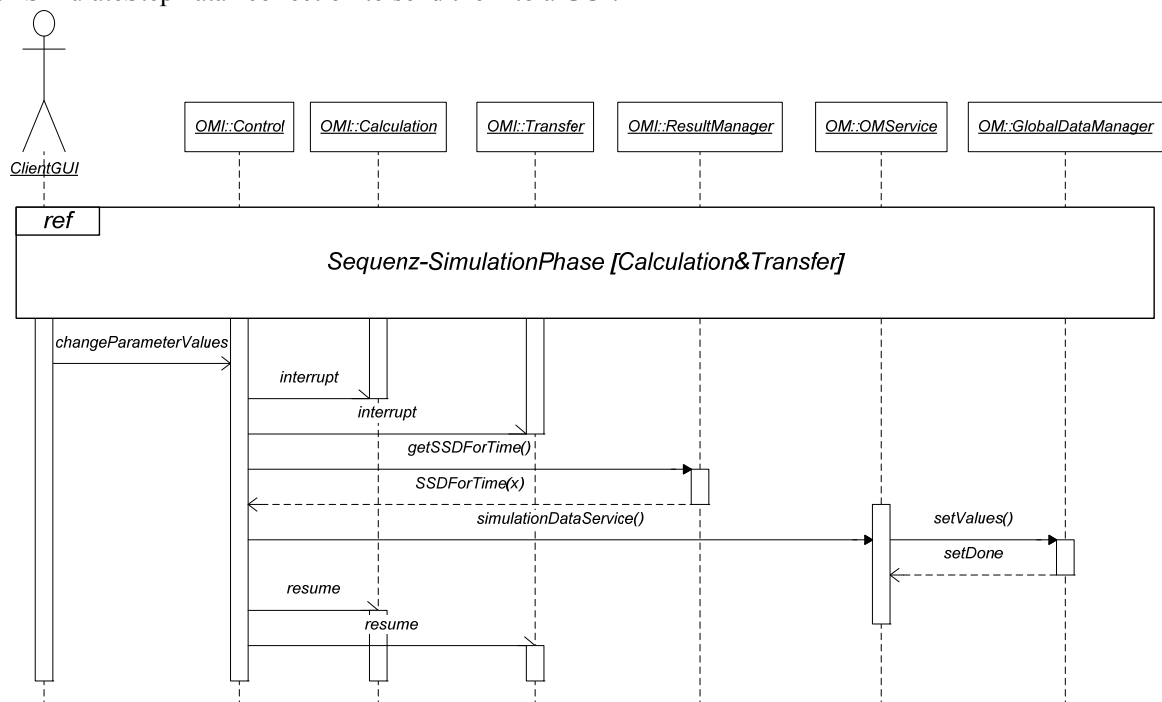 OMI::Control
OMI::Calculation
OMI::Transfer
OMI::ResultManager
OM::OMService
OM::GlobalDataManager
ClientGUI
ref
Sequenz-SimulationPhase [Calculation&Transfer]
changeParameterValues
interrupt
interrupt
getSSDForTime()
SSDForTime(x)
simulationDataService()
setValues()
setDone
resume
resume